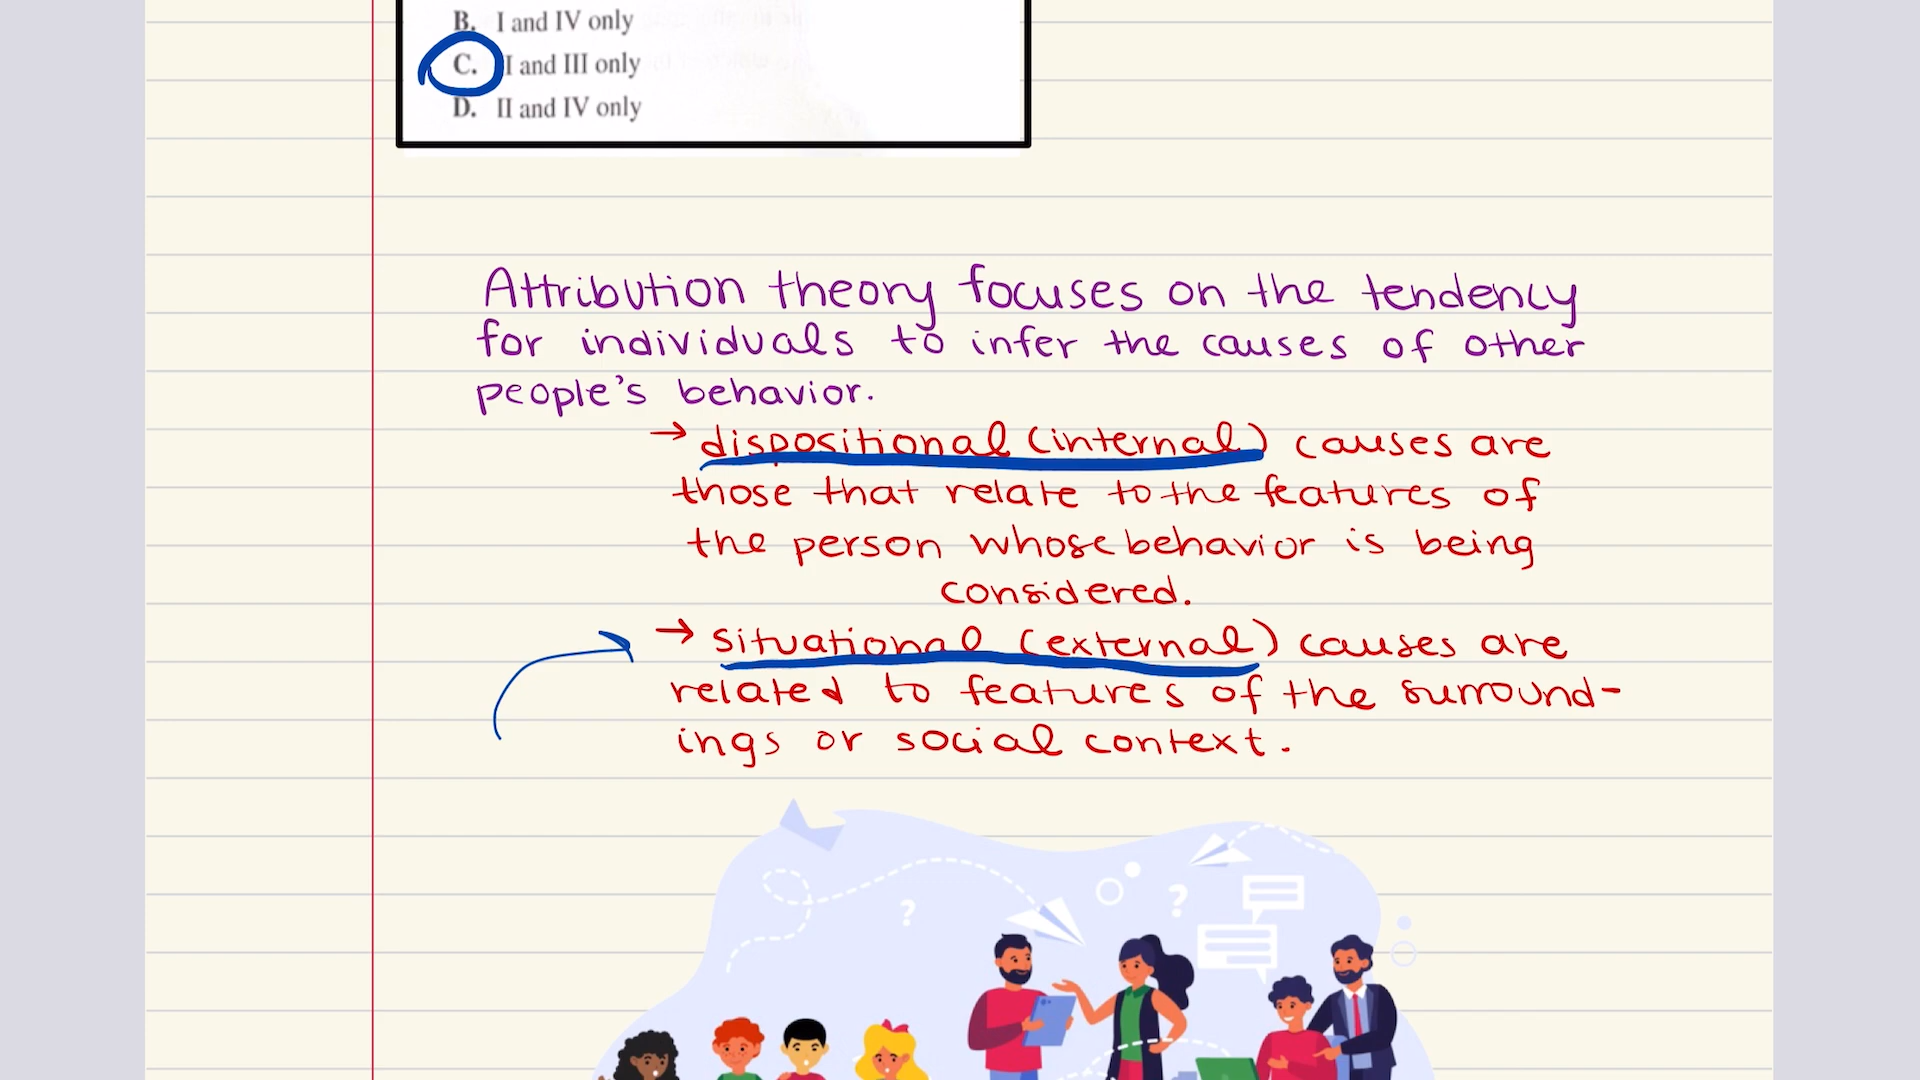 B. I and IV only
C. I and III only
D. II and IV only
Attribution theory focuses on the tendency
for individuals to infer the causes of other
people's behavior.
→ dispositional (internal) causes are
those that relate to the features of
the person whose behavior is being
considered.
→ situational (external) causes are
related to features of the surround-
ings or social context.
? ?